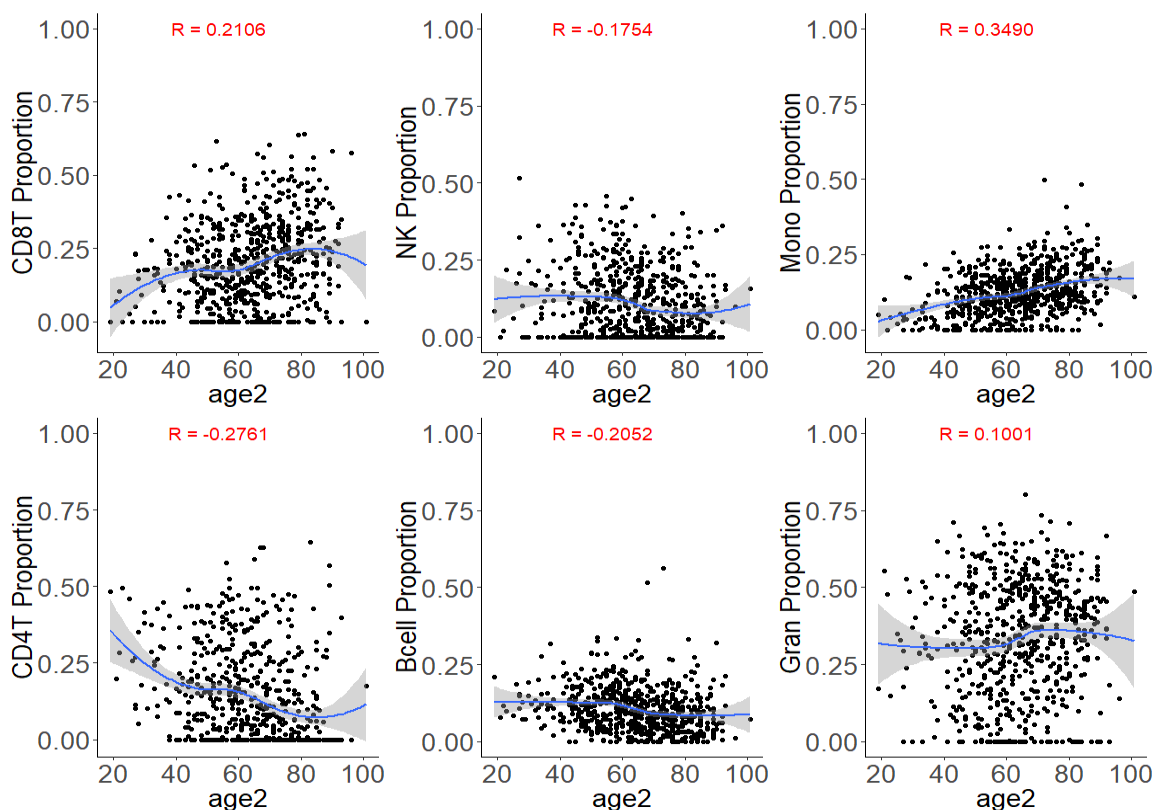 R = 0.2106
1.00
0.75
0.50
0.25
0.00
CD8T Proportion
20 40 60 80 100
age2
R = -0.1754
1.00
0.75
0.50
0.25
0.00
NK Proportion
20 40 60 80 100
age2
R = 0.3490
1.00
0.75
0.50
0.25
0.00
Mono Proportion
20 40 60 80 100
age2
R = -0.2761
1.00
0.75
0.50
0.25
0.00
CD4T Proportion
20 40 60 80 100
age2
R = -0.2052
1.00
0.75
0.50
0.25
0.00
Bcell Proportion
20 40 60 80 100
age2
R = 0.1001
1.00
0.75
0.50
0.25
0.00
Gran Proportion
20 40 60 80 100
age2